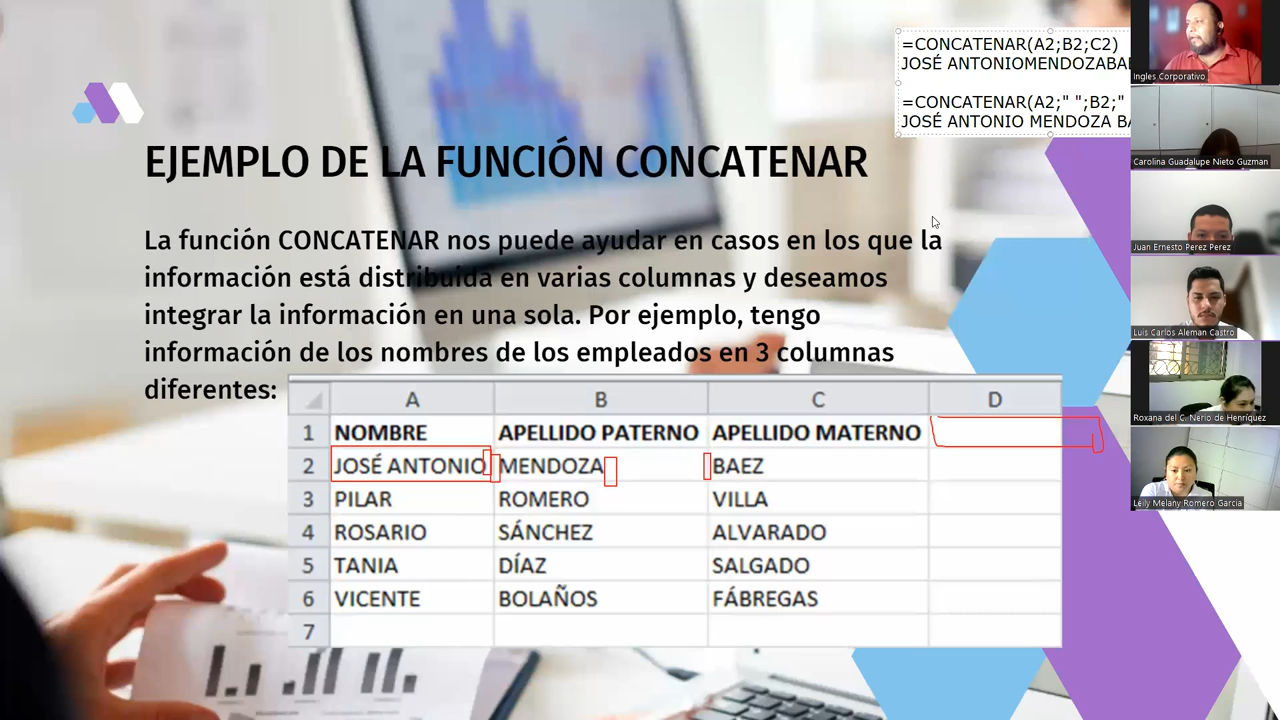 =CONCATENAR(A2;B2;C2)
JOSÉ ANTONIOMENDOZABA
=CONCATENAR(A2;" ";B2;"
JOSÉ ANTONIO MENDOZA BA
EJEMPLO DE LA FUNCIÓN CONCATENAR
La función CONCATENAR nos puede ayudar en casos en los que la
información está distribuida en varias columnas y deseamos
integrar la información en una sola. Por ejemplo, tengo
información de los nombres de los empleados en 3 columnas
diferentes:
A B C D
1 NOMBRE APELLIDO PATERNO APELLIDO MATERNO
2 JOSÉ ANTONIO MENDOZA BAEZ
3 PILAR ROMERO VILLA
4 ROSARIO SÁNCHEZ ALVARADO
5 TANIA DÍAZ SALGADO
6 VICENTE BOLAÑOS FÁBREGAS
7
Ingles Corporativo
Carolina Guadalupe Nieto Guzman
Juan Ernesto Perez Perez
Luis Carlos Aleman Castro
Roxana del C. Nerio de Henríquez
Leily Melany Romero Garcia